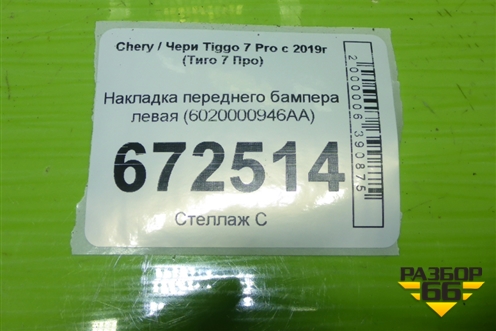 Chery / Чери Tiggo 7 Pro с 2019г
(Тиго 7 Про)
Накладка переднего бампера
левая (6020000946AA)
672514
Стеллаж С
2000006390875
РАЗБОР
66